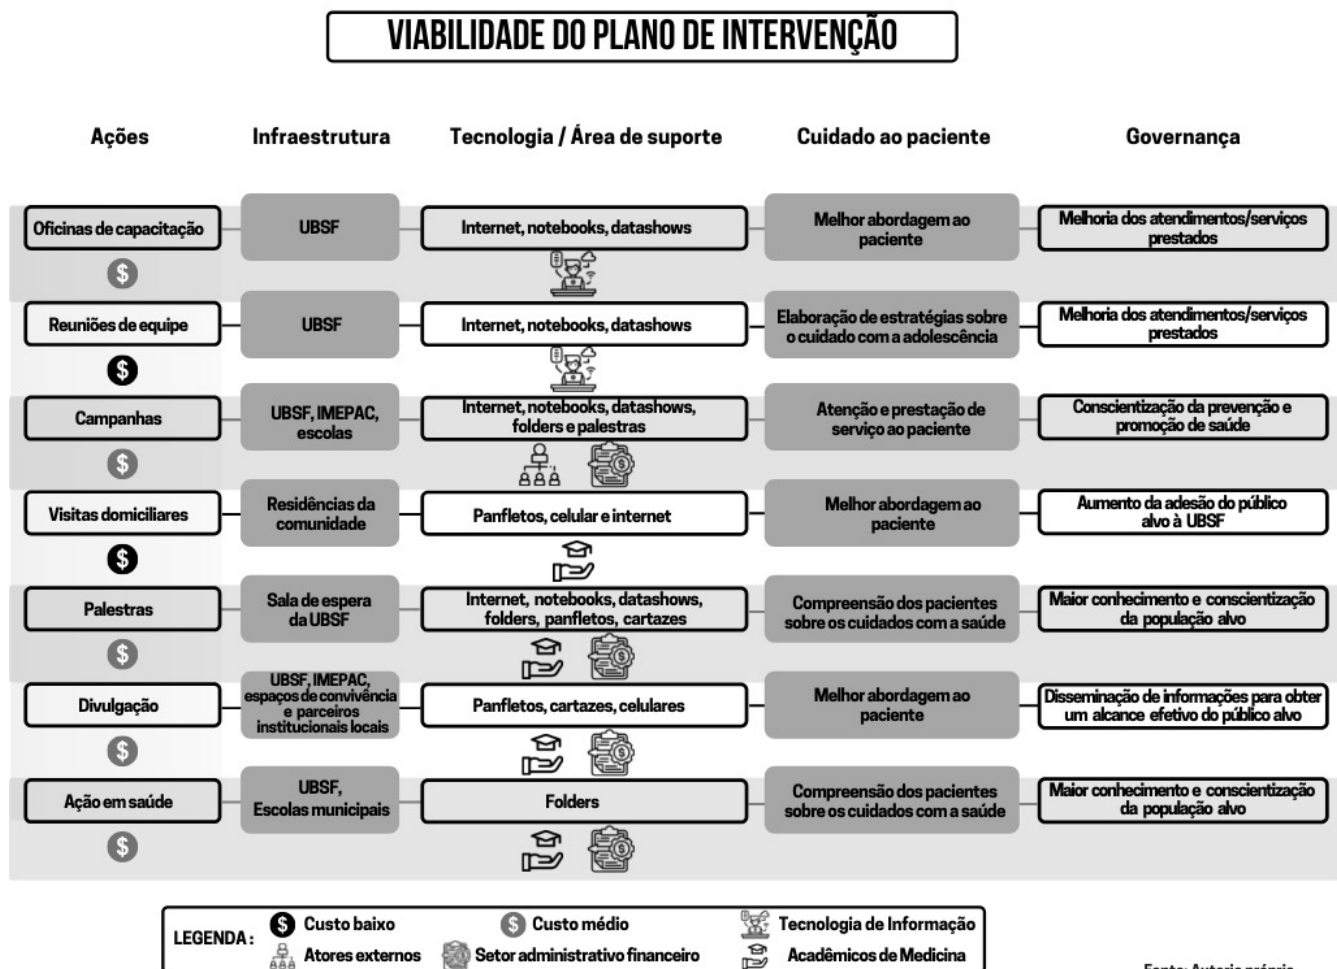 VIABILIDADE DO PLANO DE INTERVENÇÃO
Ações
Infraestrutura
Tecnologia / Área de suporte
Cuidado ao paciente
Governança
Oficinas de capacitação
UBSF
Internet, notebooks, datashows
Melhor abordagem ao
paciente
Melhoria dos atendimentos/serviços
prestados
Reuniões de equipe
UBSF
Internet, notebooks, datashows
Elaboração de estratégias sobre
o cuidado com a adolescência
Melhoria dos atendimentos/serviços
prestados
Campanhas
UBSF, IMEPAC,
escolas
Internet, notebooks, datashows,
folders e palestras
Atenção e prestação de
serviço ao paciente
Conscientização da prevenção e
promoção de saúde
Visitas domiciliares
Residências da
comunidade
Panfletos, celular e internet
Melhor abordagem ao
paciente
Aumento da adesão do público
alvo à UBSF
Palestras
Sala de espera
da UBSF
Internet, notebooks, datashows,
folders, panfletos, cartazes
Compreensão dos pacientes
sobre os cuidados com a saúde
Maior conhecimento e conscientização
da população alvo
Divulgação
UBSF, IMEPAC,
espaços de convivência
e parceiros
institucionais locais
Panfletos, cartazes, celulares
Melhor abordagem ao
paciente
Disseminação de informações para obter
um alcance efetivo do público alvo
Ação em saúde
UBSF,
Escolas municipais
Folders
Compreensão dos pacientes
sobre os cuidados com a saúde
Maior conhecimento e conscientização
da população alvo
LEGENDA:
$ Custo baixo
$ Custo médio
Tecnologia de Informação
Atores externos
Setor administrativo financeiro
Acadêmicos de Medicina
Fonte: Autoria própria